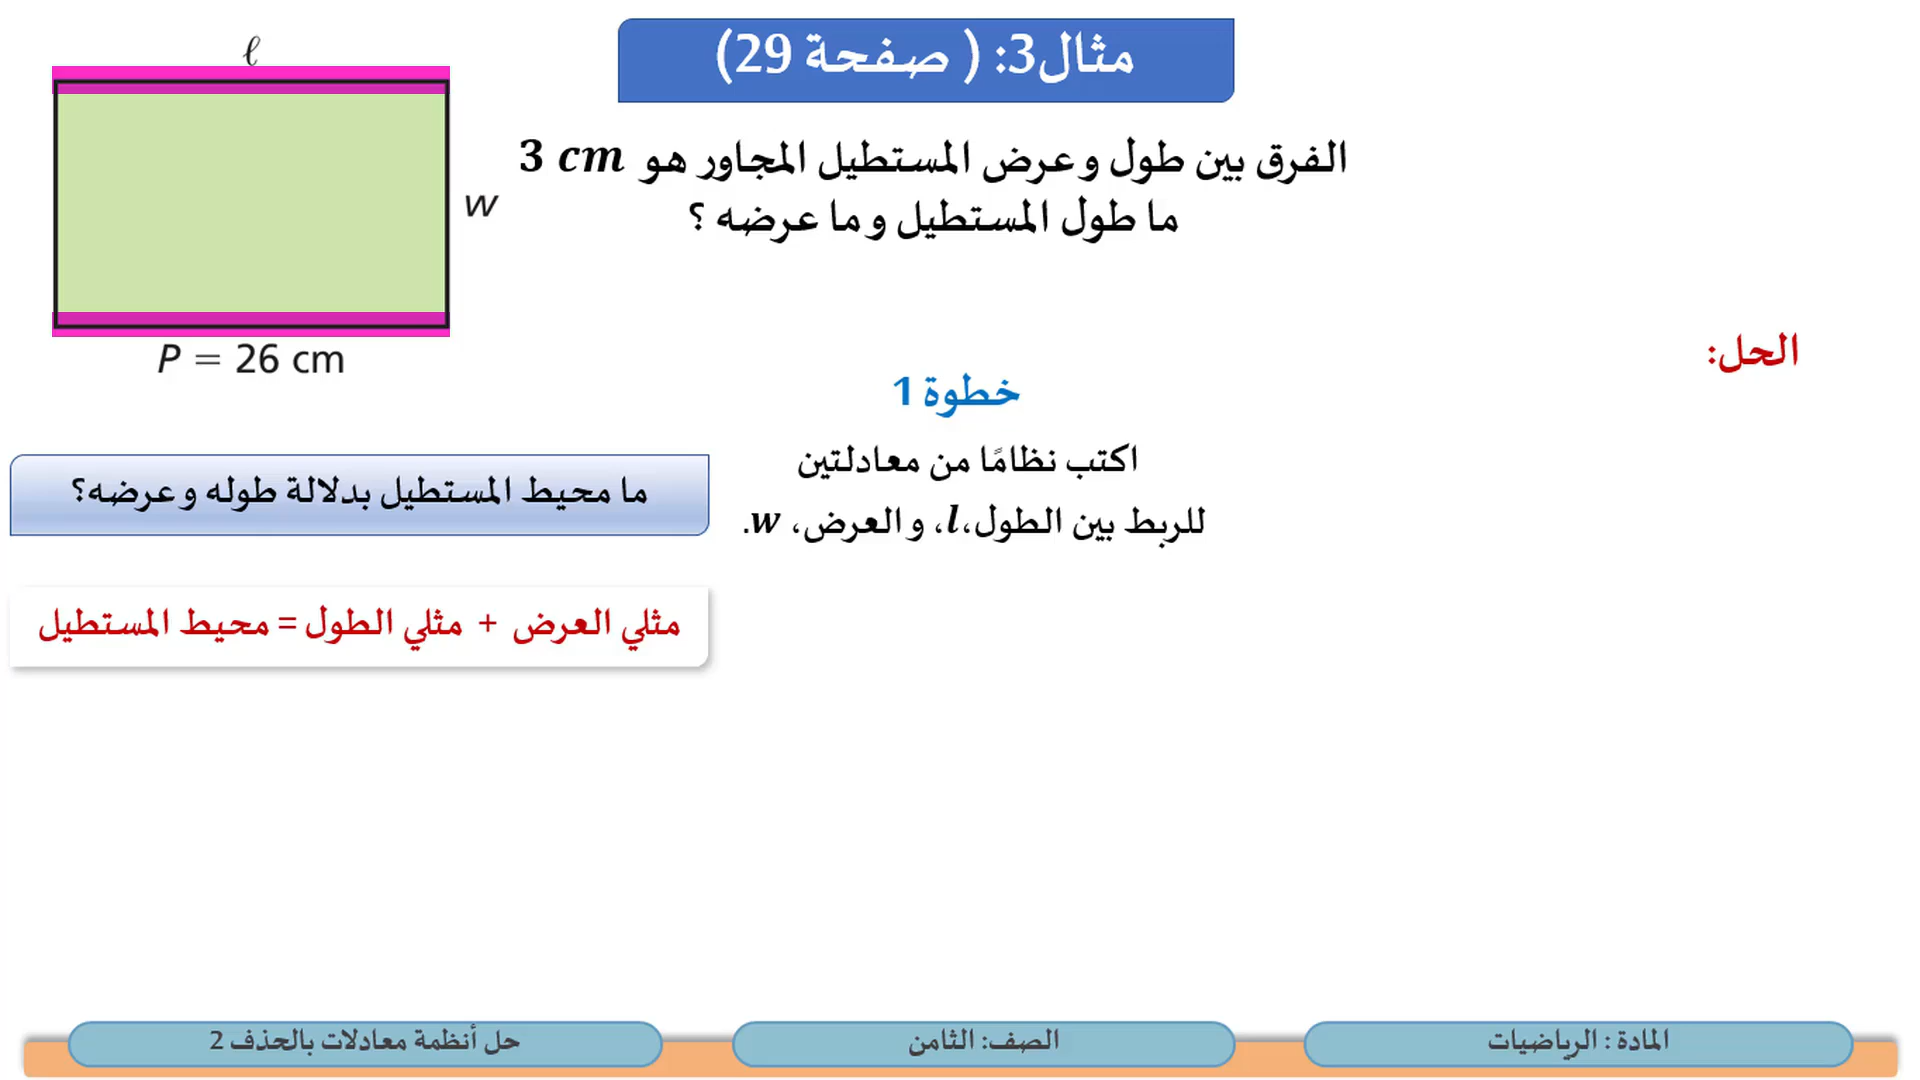 مثال3: ( صفحة 29)
ℓ
w
P = 26 cm
الفرق بين طول وعرض المستطيل المجاور هو 3 cm
ما طول المستطيل وما عرضه ؟
الحل:
خطوة 1
اكتب نظامًا من معادلتين
للربط بين الطول،l، والعرض، w.
ما محيط المستطيل بدلالة طوله وعرضه؟
مثلي العرض + مثلي الطول = محيط المستطيل
المادة : الرياضيات
الصف: الثامن
حل أنظمة معادلات بالحذف 2